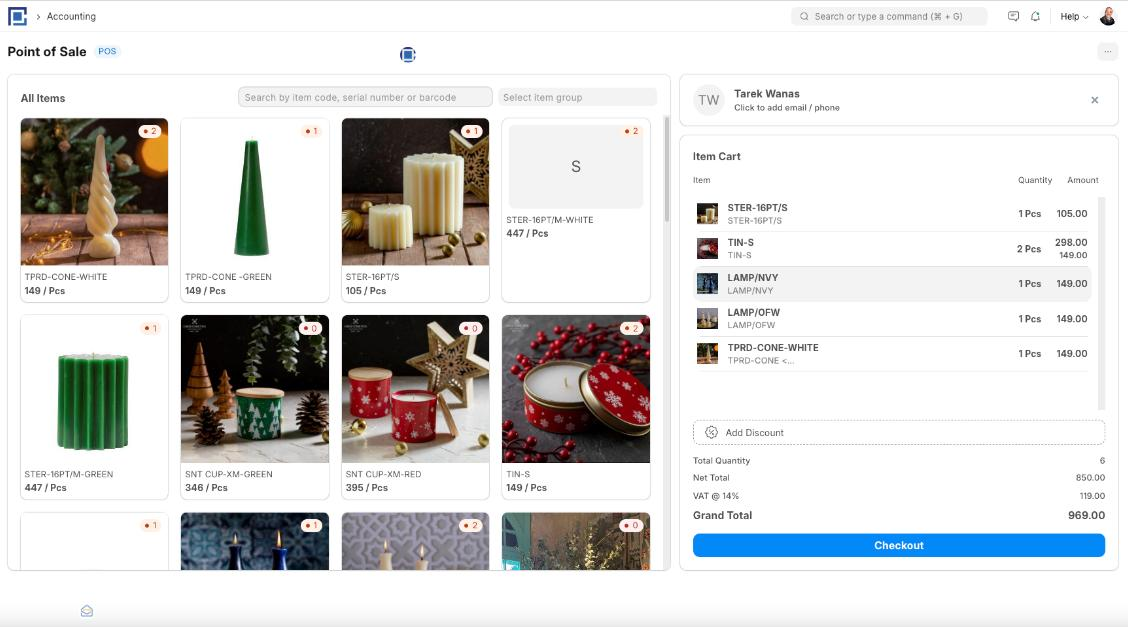 Accounting
Search or type a command (⌘ + G)
Help
Point of Sale
POS
...
All Items
Search by item code, serial number or barcode
Select item group
2
TPRD-CONE-WHITE
149 / Pcs
1
TPRD-CONE -GREEN
149 / Pcs
1
STER-16PT/S
105 / Pcs
2
S
STER-16PT/M-WHITE
447 / Pcs
1
STER-16PT/M-GREEN
447 / Pcs
0
SNT CUP-XM-GREEN
346 / Pcs
0
SNT CUP-XM-RED
395 / Pcs
2
TIN-S
149 / Pcs
1
1
2
0
TW
Tarek Wanas
Click to add email / phone
Item Cart
Item Quantity Amount
STER-16PT/S 1 Pcs 105.00
STER-16PT/S
TIN-S 2 Pcs 298.00
TIN-S 149.00
LAMP/NVY 1 Pcs 149.00
LAMP/NVY
LAMP/OFW 1 Pcs 149.00
LAMP/OFW
TPRD-CONE-WHITE 1 Pcs 149.00
TPRD-CONE <...
Add Discount
Total Quantity 6
Net Total 850.00
VAT @ 14% 119.00
Grand Total 969.00
Checkout